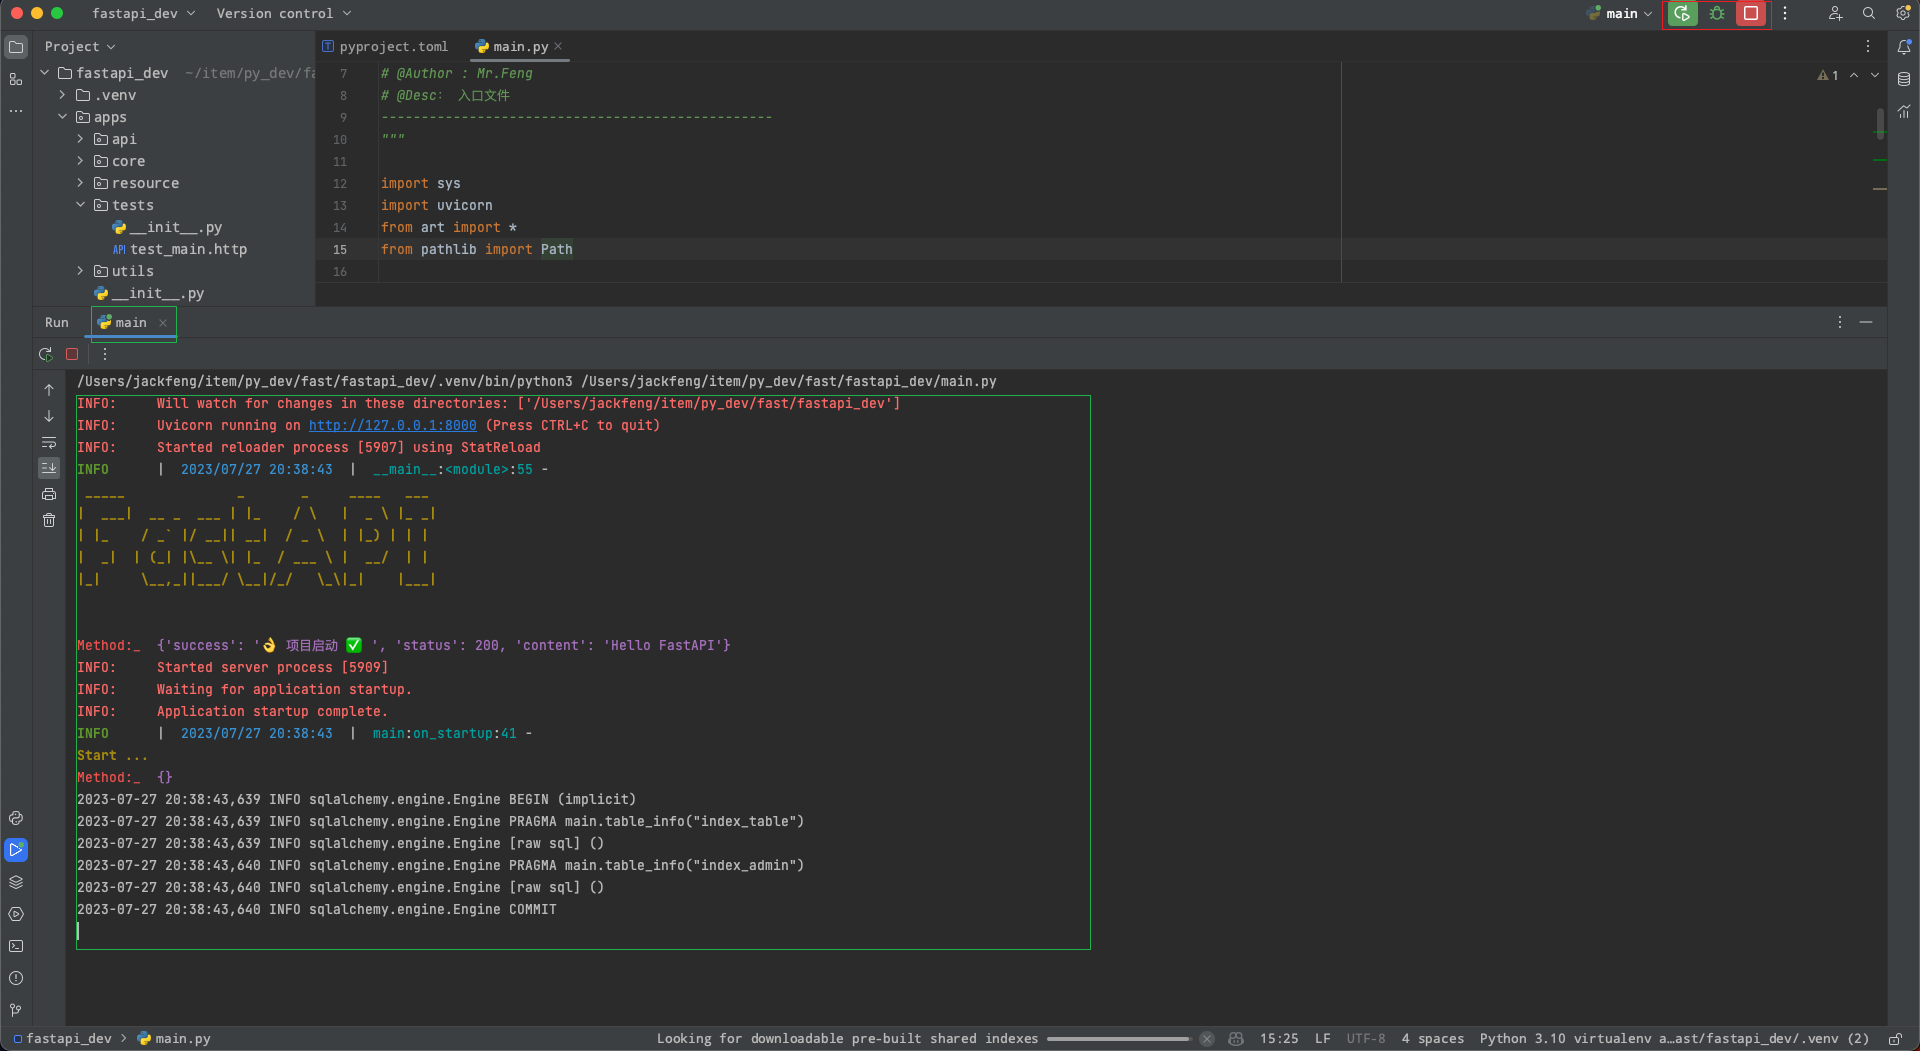 fastapi_dev Version control main
Project pyproject.toml main.py
fastapi_dev ~/item/py_dev/fa
.venv
apps
api
core
resource
tests
__init__.py
API test_main.http
utils
__init__.py
7 # @Author : Mr.Feng
8 # @Desc: 入口文件
9 -------------------------------------------------
10 """
11
12 import sys
13 import uvicorn
14 from art import *
15 from pathlib import Path
16
1
Run main
/Users/jackfeng/item/py_dev/fast/fastapi_dev/.venv/bin/python3 /Users/jackfeng/item/py_dev/fast/fastapi_dev/main.py
INFO:     Will watch for changes in these directories: ['/Users/jackfeng/item/py_dev/fast/fastapi_dev']
INFO:     Uvicorn running on http://127.0.0.1:8000 (Press CTRL+C to quit)
INFO:     Started reloader process [5907] using StatReload
INFO      |  2023/07/27 20:38:43  |  __main__:<module>:55 -
 _____              _       _     ____   ___
|  ___|  __ _  ___ | |_    / \   |  _ \ |_ _|
| |_    / _` |/ __|| __|  / _ \  | |_) | | |
|  _|  | (_| |\__ \| |_  / ___ \ |  __/  | |
|_|     \__,_||___/ \__|/_/   \_\|_|    |___|
Method:_  {'success': '👌 项目启动 ✅ ', 'status': 200, 'content': 'Hello FastAPI'}
INFO:     Started server process [5909]
INFO:     Waiting for application startup.
INFO:     Application startup complete.
INFO      |  2023/07/27 20:38:43  |  main:on_startup:41 -
Start ...
Method:_  {}
2023-07-27 20:38:43,639 INFO sqlalchemy.engine.Engine BEGIN (implicit)
2023-07-27 20:38:43,639 INFO sqlalchemy.engine.Engine PRAGMA main.table_info("index_table")
2023-07-27 20:38:43,639 INFO sqlalchemy.engine.Engine [raw sql] ()
2023-07-27 20:38:43,640 INFO sqlalchemy.engine.Engine PRAGMA main.table_info("index_admin")
2023-07-27 20:38:43,640 INFO sqlalchemy.engine.Engine [raw sql] ()
2023-07-27 20:38:43,640 INFO sqlalchemy.engine.Engine COMMIT
fastapi_dev > main.py Looking for downloadable pre-built shared indexes 15:25 LF UTF-8 4 spaces Python 3.10 virtualenv a…ast/fastapi_dev/.venv (2)